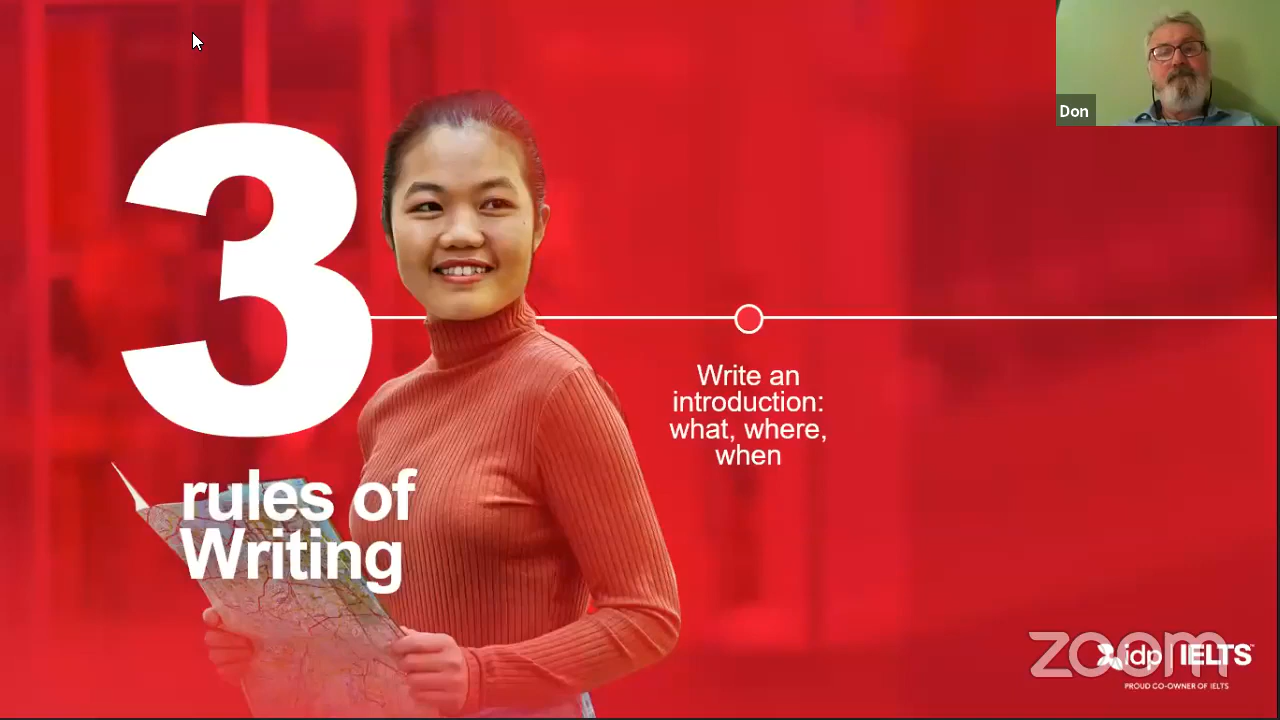 Don
3
rules of
Writing
Write an
introduction:
what, where,
when
zoom
idp IELTS
PROUD CO-OWNER OF IELTS